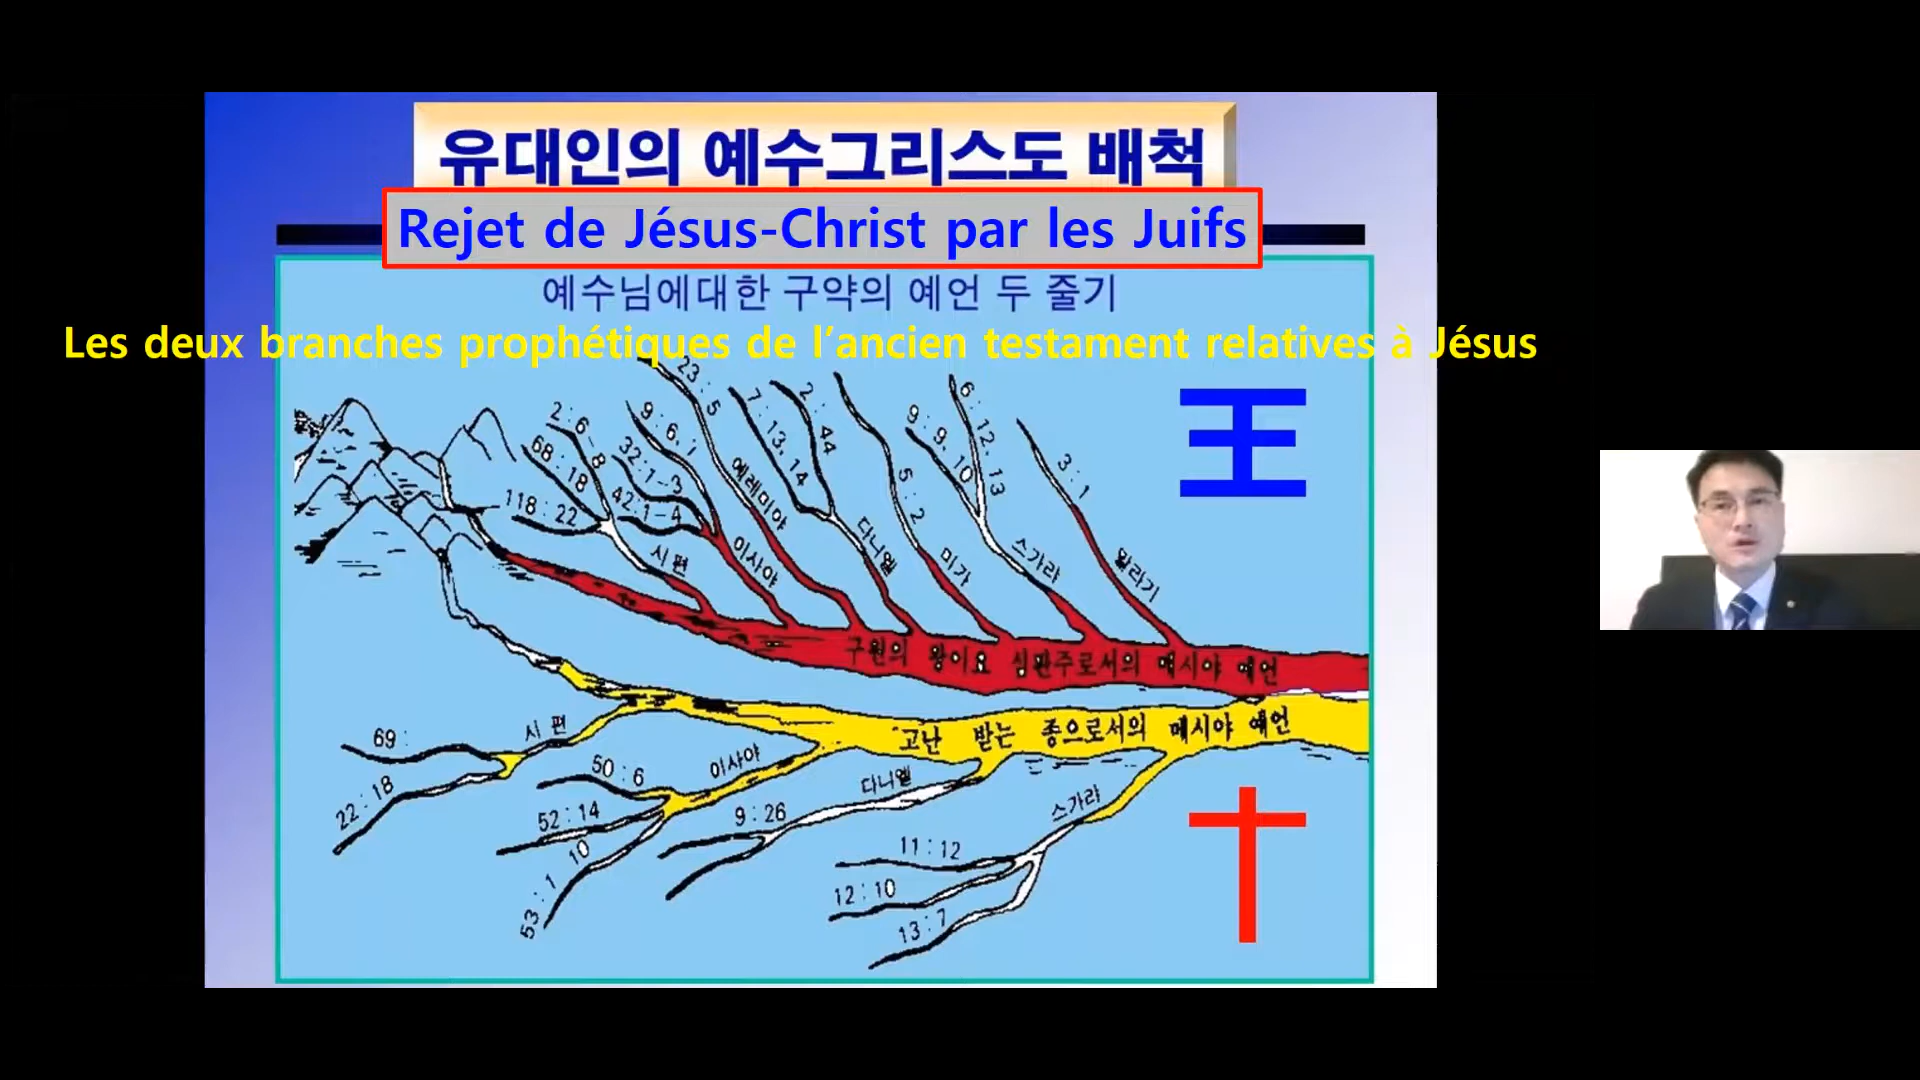 유대인의 예수그리스도 배척
Rejet de Jésus-Christ par les Juifs
예수님에대한 구약의 예언 두 줄기
Les deux branches prophétiques de l’ancien testament relatives à Jésus
王
118 : 22
68 : 18
2 : 6-8
시편
42:1-4
32:1-3
9 : 6,
이사야
23 : 5
예레미야
7 : 13, 14
2 : 44
다니엘
5 : 2
미가
9 : 9, 10
6 : 12, 13
스가랴
3 : 1
말라기
구원의 왕이요 심판주로서의 메시야 예언
고난 받는 종으로서의 메시야 예언
69 :
22 : 18
시편
50 : 6
52 : 14
53 : 1 10
이사야
9 : 26
다니엘
11 : 12
12 : 10
13 : 7
스가랴